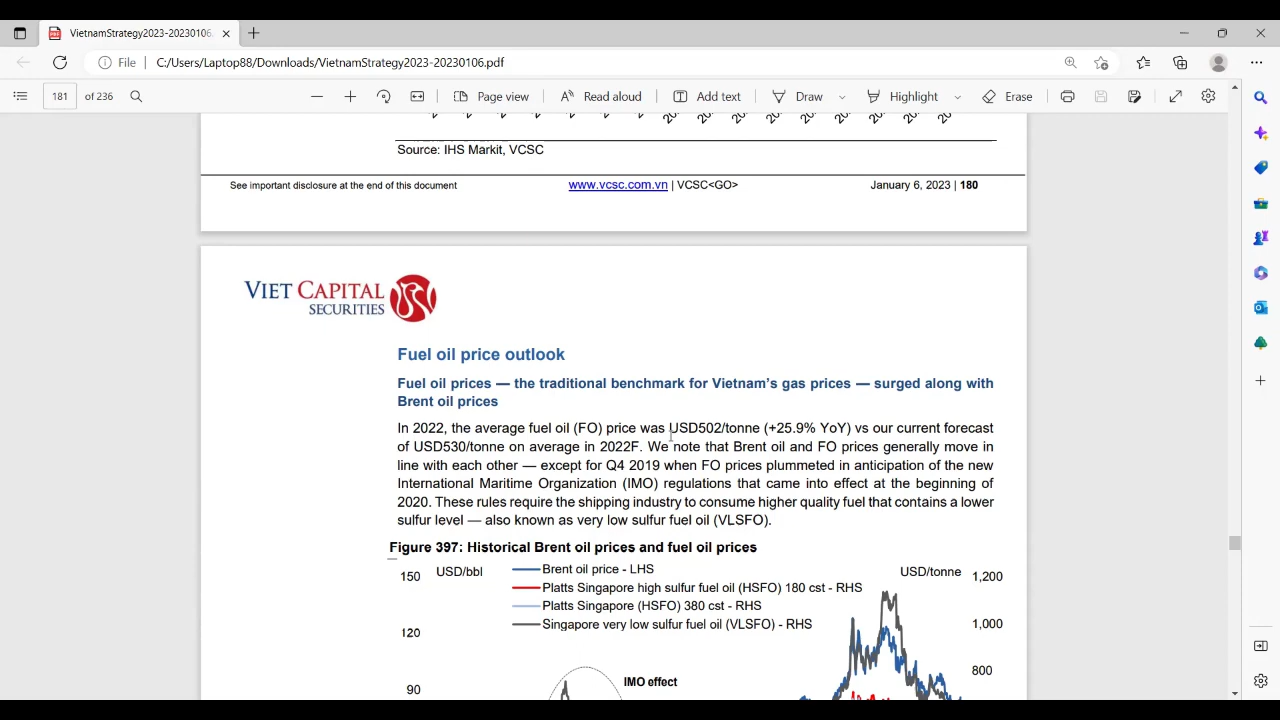 VietnamStrategy2023-20230106.
File
C:/Users/Laptop88/Downloads/VietnamStrategy2023-20230106.pdf
181 of 236
Page view
Read aloud
Add text
Draw
Highlight
Erase
Source: IHS Markit, VCSC
See important disclosure at the end of this document www.vcsc.com.vn | VCSC<GO> January 6, 2023 | 180
VIET CAPITAL
SECURITIES
Fuel oil price outlook
Fuel oil prices — the traditional benchmark for Vietnam's gas prices — surged along with
Brent oil prices
In 2022, the average fuel oil (FO) price was USD502/tonne (+25.9% YoY) vs our current forecast
of USD530/tonne on average in 2022F. We note that Brent oil and FO prices generally move in
line with each other — except for Q4 2019 when FO prices plummeted in anticipation of the new
International Maritime Organization (IMO) regulations that came into effect at the beginning of
2020. These rules require the shipping industry to consume higher quality fuel that contains a lower
sulfur level — also known as very low sulfur fuel oil (VLSFO).
Figure 397: Historical Brent oil prices and fuel oil prices
150 USD/bbl Brent oil price - LHS USD/tonne 1,200
Platts Singapore high sulfur fuel oil (HSFO) 180 cst - RHS
Platts Singapore (HSFO) 380 cst - RHS
Singapore very low sulfur fuel oil (VLSFO) - RHS 1,000
120
800
IMO effect
90